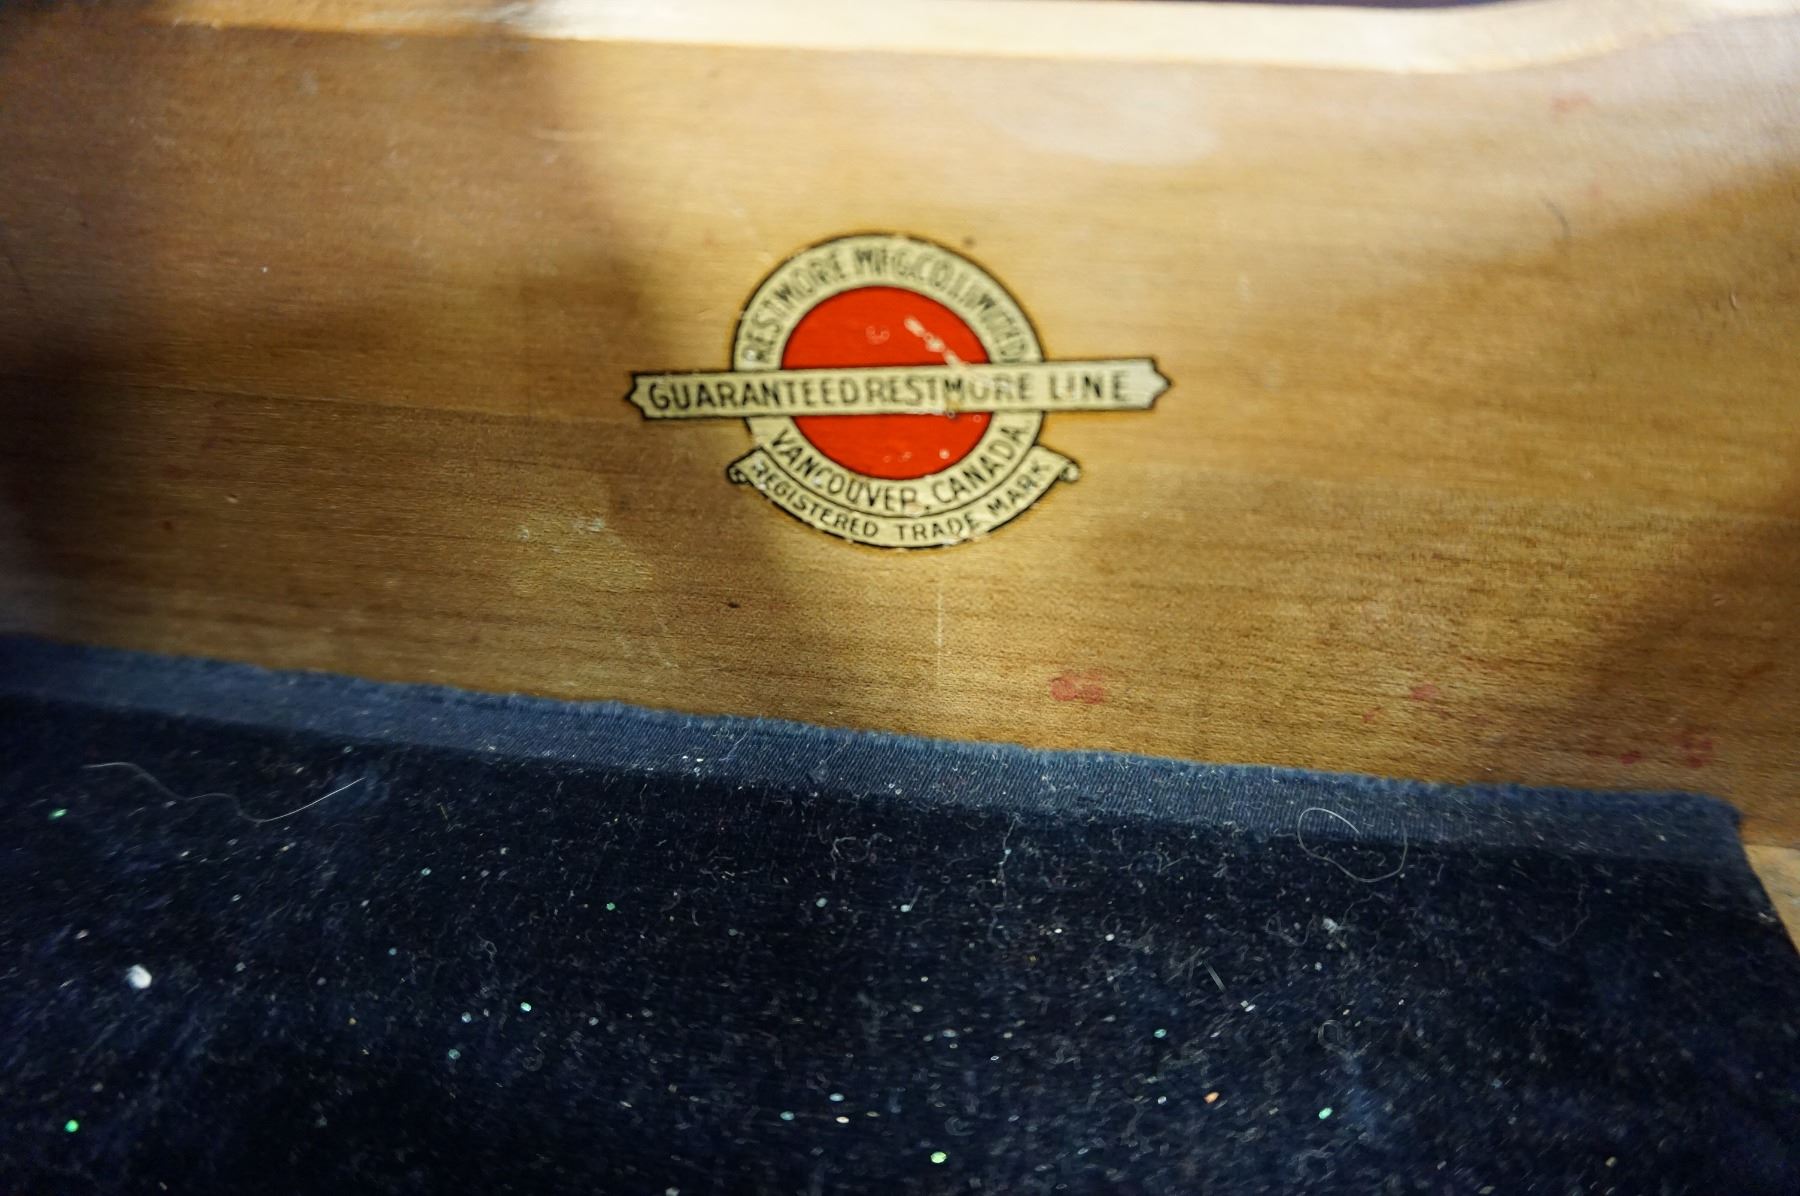 RESTMORE MFG.CO.LIMITED
GUARANTEED RESTMORE LINE
VANCOUVER, CANADA.
REGISTERED TRADE MARK